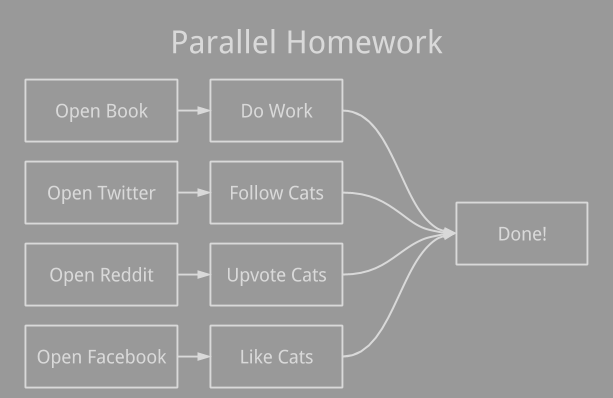 Parallel Homework
Open Book
Do Work
Open Twitter
Follow Cats
Done!
Open Reddit
Upvote Cats
Open Facebook
Like Cats